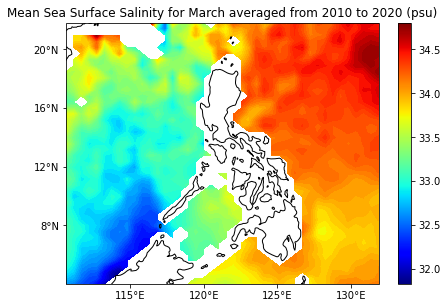 Mean Sea Surface Salinity for March averaged from 2010 to 2020 (psu)
20°N
16°N
12°N
8°N
115°E
120°E
125°E
130°E
34.5
34.0
33.5
33.0
32.5
32.0